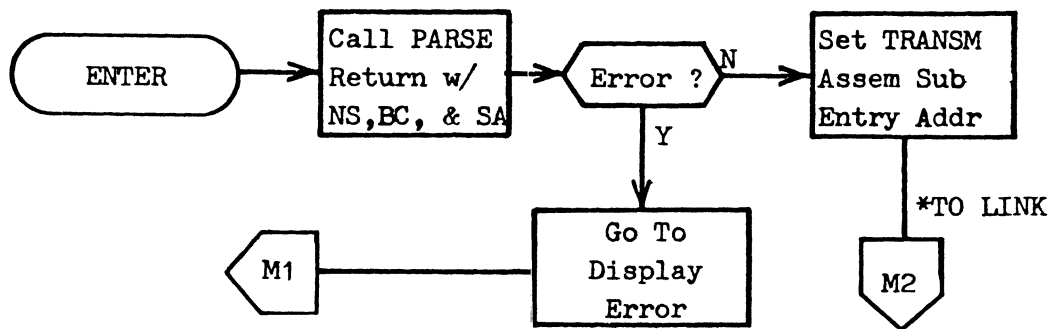 ENTER
Call PARSE
Return w/
NS,BC, & SA
Error ?
N
Set TRANSM
Assem Sub
Entry Addr
Y
*TO LINK
Go To
Display
Error
M1
M2